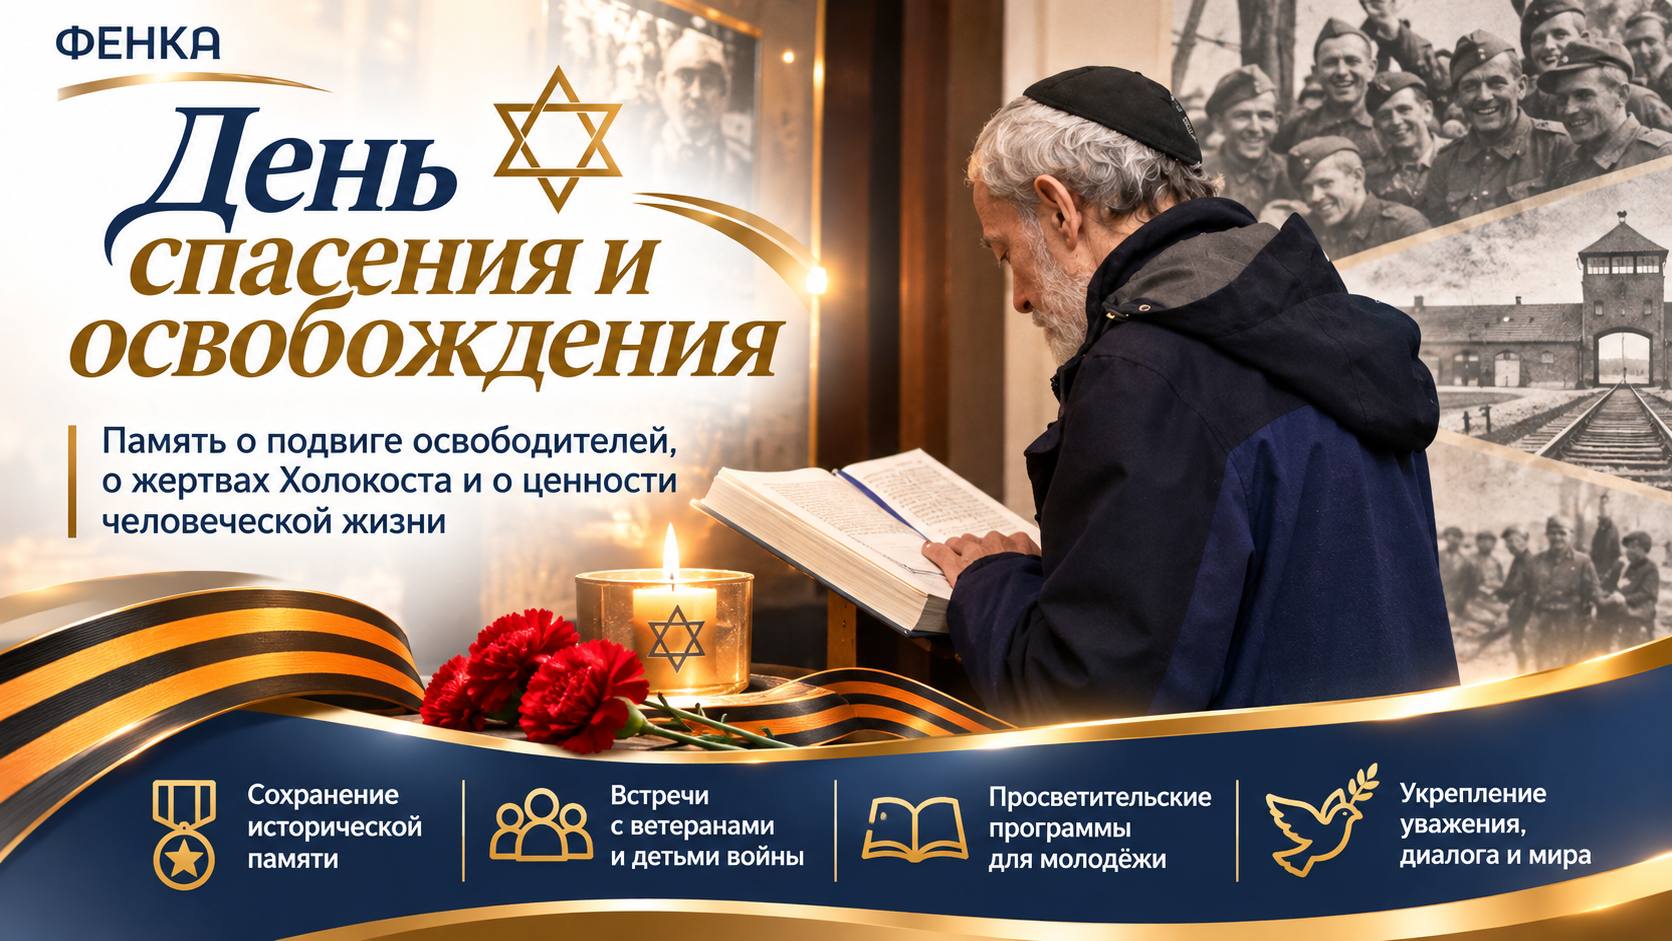 ФЕНКА
День
спасения и
освобождения
Память о подвиге освободителей,
о жертвах Холокоста и о ценности
человеческой жизни
Сохранение
исторической
памяти
Встречи
с ветеранами
и детьми войны
Просветительские
программы
для молодёжи
Укрепление
уважения,
диалога и мира